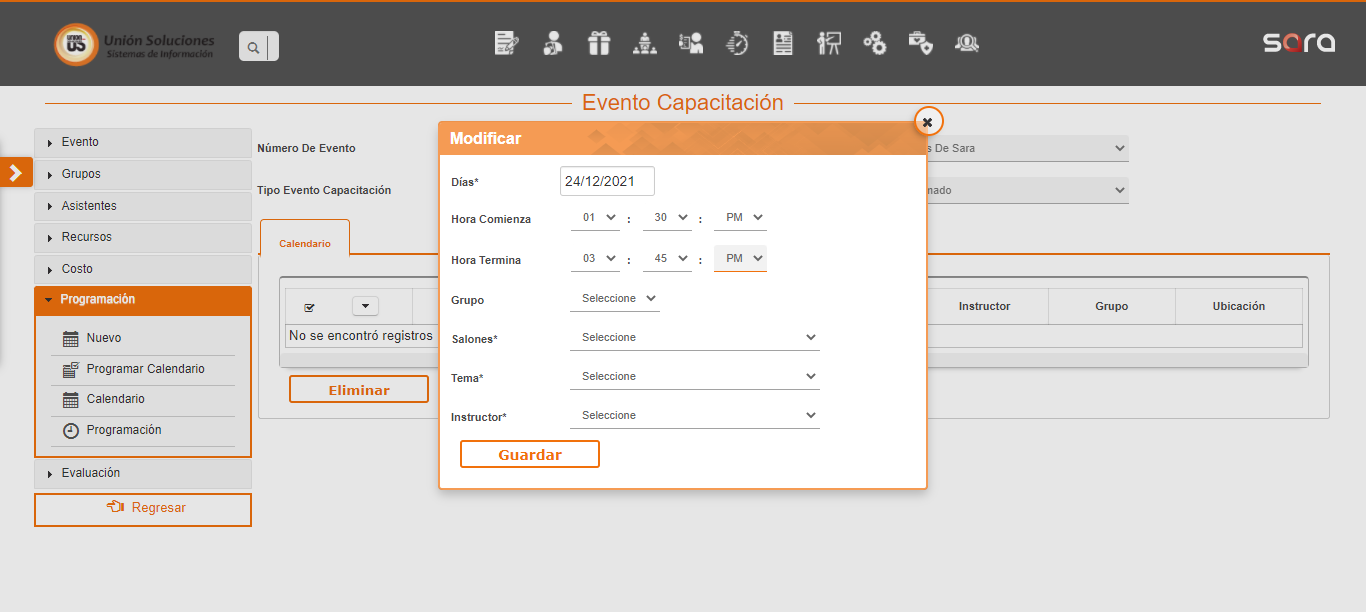 Unión Soluciones
Sistemas de Información
sara
Evento Capacitación
Evento
Grupos
Asistentes
Recursos
Costo
Programación
Nuevo
Programar Calendario
Calendario
Programación
Evaluación
Regresar
Número De Evento
De Sara
Tipo Evento Capacitación
Calendario
Instructor Grupo Ubicación
No se encontró registros
Eliminar
Modificar
Días* 24/12/2021
Hora Comienza 01 : 30 : PM
Hora Termina 03 : 45 : PM
Grupo Seleccione
Salones* Seleccione
Tema* Seleccione
Instructor* Seleccione
Guardar